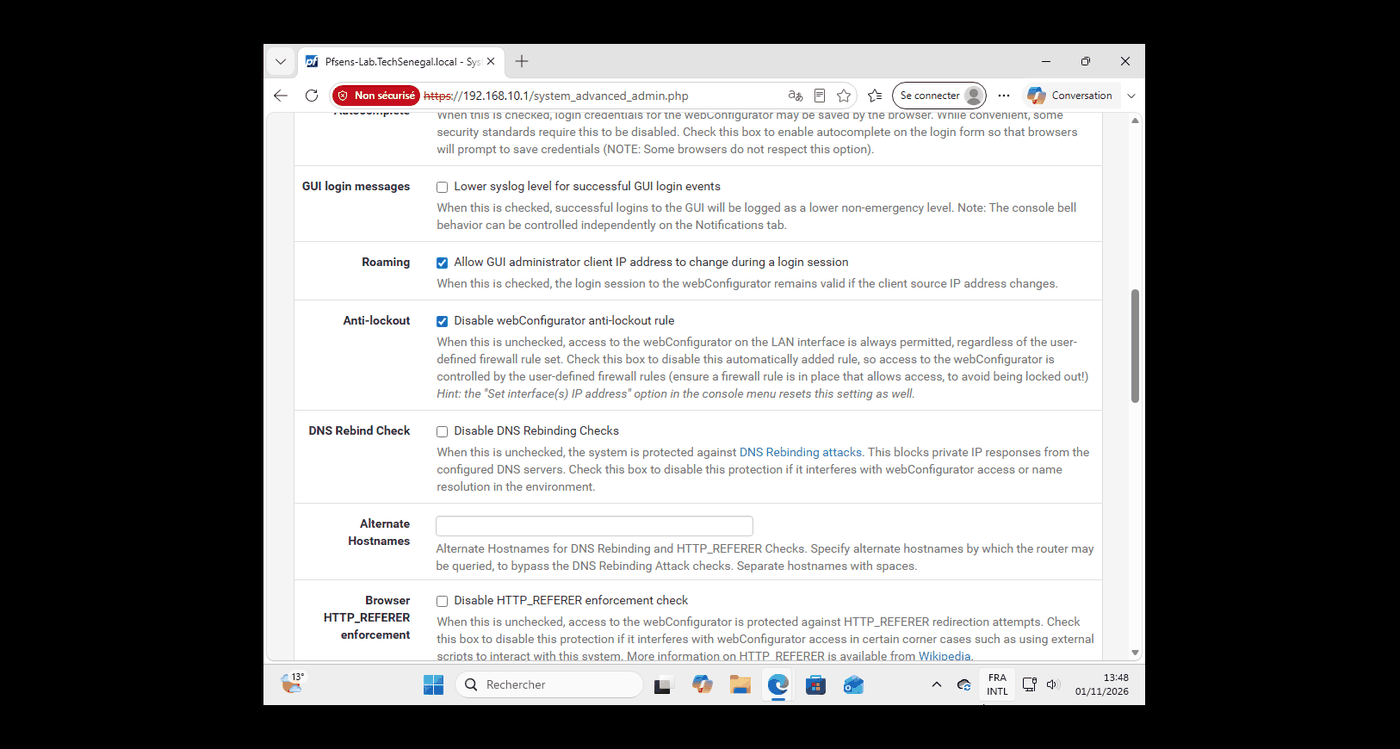 Pfsens-Lab.TechSenegal.local - Sys
Non sécurisé
https://192.168.10.1/system_advanced_admin.php
Se connecter
Conversation
Autocomplete
When this is checked, login credentials for the webConfigurator may be saved by the browser. While convenient, some
security standards require this to be disabled. Check this box to enable autocomplete on the login form so that browsers
will prompt to save credentials (NOTE: Some browsers do not respect this option).
GUI login messages
Lower syslog level for successful GUI login events
When this is checked, successful logins to the GUI will be logged as a lower non-emergency level. Note: The console bell
behavior can be controlled independently on the Notifications tab.
Roaming
Allow GUI administrator client IP address to change during a login session
When this is checked, the login session to the webConfigurator remains valid if the client source IP address changes.
Anti-lockout
Disable webConfigurator anti-lockout rule
When this is unchecked, access to the webConfigurator on the LAN interface is always permitted, regardless of the user-
defined firewall rule set. Check this box to disable this automatically added rule, so access to the webConfigurator is
controlled by the user-defined firewall rules (ensure a firewall rule is in place that allows access, to avoid being locked out!)
Hint: the "Set interface(s) IP address" option in the console menu resets this setting as well.
DNS Rebind Check
Disable DNS Rebinding Checks
When this is unchecked, the system is protected against DNS Rebinding attacks. This blocks private IP responses from the
configured DNS servers. Check this box to disable this protection if it interferes with webConfigurator access or name
resolution in the environment.
Alternate
Hostnames
Alternate Hostnames for DNS Rebinding and HTTP_REFERER Checks. Specify alternate hostnames by which the router may
be queried, to bypass the DNS Rebinding Attack checks. Separate hostnames with spaces.
Browser
HTTP_REFERER
enforcement
Disable HTTP_REFERER enforcement check
When this is unchecked, access to the webConfigurator is protected against HTTP_REFERER redirection attempts. Check
this box to disable this protection if it interferes with webConfigurator access in certain corner cases such as using external
scripts to interact with this system. More information on HTTP_REFERER is available from Wikipedia.
13°
Rechercher
FRA
INTL
13:48
01/11/2026